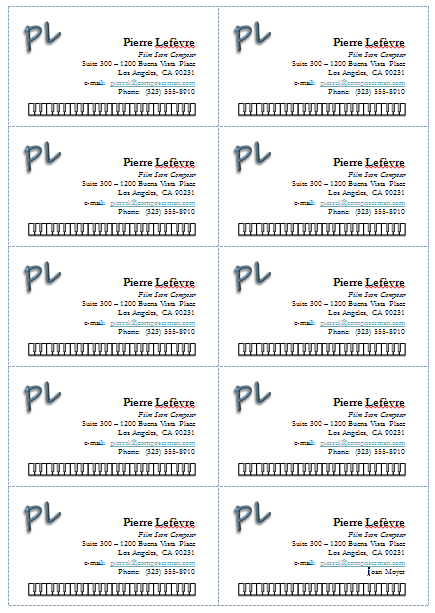 PL
Pierre Lefèvre
Film Score Composer
Suite 300 – 1200 Buena Vista Place
Los Angeles, CA 90231
e-mail: pierrel@composerman.com
Phone: (323) 555-8910
PL
Pierre Lefèvre
Film Score Composer
Suite 300 – 1200 Buena Vista Place
Los Angeles, CA 90231
e-mail: pierrel@composerman.com
Phone: (323) 555-8910
PL
Pierre Lefèvre
Film Score Composer
Suite 300 – 1200 Buena Vista Place
Los Angeles, CA 90231
e-mail: pierrel@composerman.com
Phone: (323) 555-8910
PL
Pierre Lefèvre
Film Score Composer
Suite 300 – 1200 Buena Vista Place
Los Angeles, CA 90231
e-mail: pierrel@composerman.com
Phone: (323) 555-8910
PL
Pierre Lefèvre
Film Score Composer
Suite 300 – 1200 Buena Vista Place
Los Angeles, CA 90231
e-mail: pierrel@composerman.com
Phone: (323) 555-8910
PL
Pierre Lefèvre
Film Score Composer
Suite 300 – 1200 Buena Vista Place
Los Angeles, CA 90231
e-mail: pierrel@composerman.com
Phone: (323) 555-8910
PL
Pierre Lefèvre
Film Score Composer
Suite 300 – 1200 Buena Vista Place
Los Angeles, CA 90231
e-mail: pierrel@composerman.com
Phone: (323) 555-8910
PL
Pierre Lefèvre
Film Score Composer
Suite 300 – 1200 Buena Vista Place
Los Angeles, CA 90231
e-mail: pierrel@composerman.com
Phone: (323) 555-8910
PL
Pierre Lefèvre
Film Score Composer
Suite 300 – 1200 Buena Vista Place
Los Angeles, CA 90231
e-mail: pierrel@composerman.com
Phone: (323) 555-8910
PL
Pierre Lefèvre
Film Score Composer
Suite 300 – 1200 Buena Vista Place
Los Angeles, CA 90231
e-mail: pierrel@composerman.com
Joan Moyer